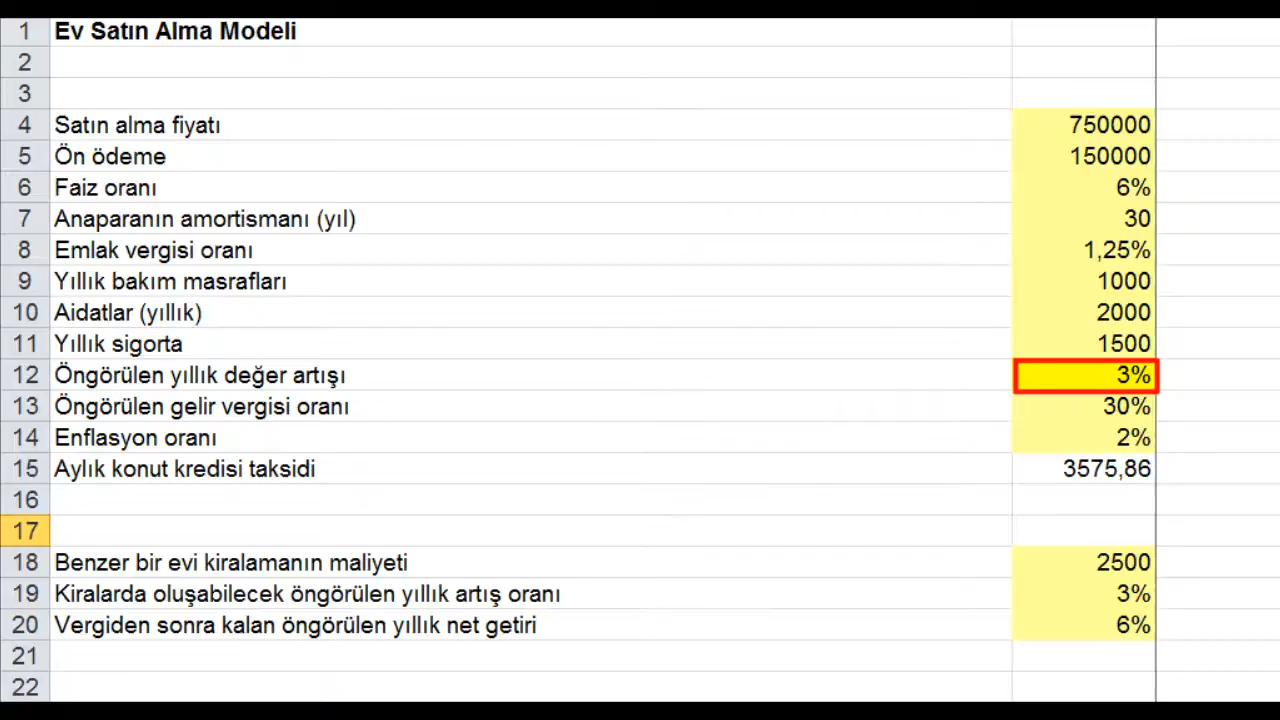 1 Ev Satın Alma Modeli
2
3
4 Satın alma fiyatı 750000
5 Ön ödeme 150000
6 Faiz oranı 6%
7 Anaparanın amortismanı (yıl) 30
8 Emlak vergisi oranı 1,25%
9 Yıllık bakım masrafları 1000
10 Aidatlar (yıllık) 2000
11 Yıllık sigorta 1500
12 Öngörülen yıllık değer artışı 3%
13 Öngörülen gelir vergisi oranı 30%
14 Enflasyon oranı 2%
15 Aylık konut kredisi taksidi 3575,86
16
17
18 Benzer bir evi kiralamanın maliyeti 2500
19 Kiralarda oluşabilecek öngörülen yıllık artış oranı 3%
20 Vergiden sonra kalan öngörülen yıllık net getiri 6%
21
22